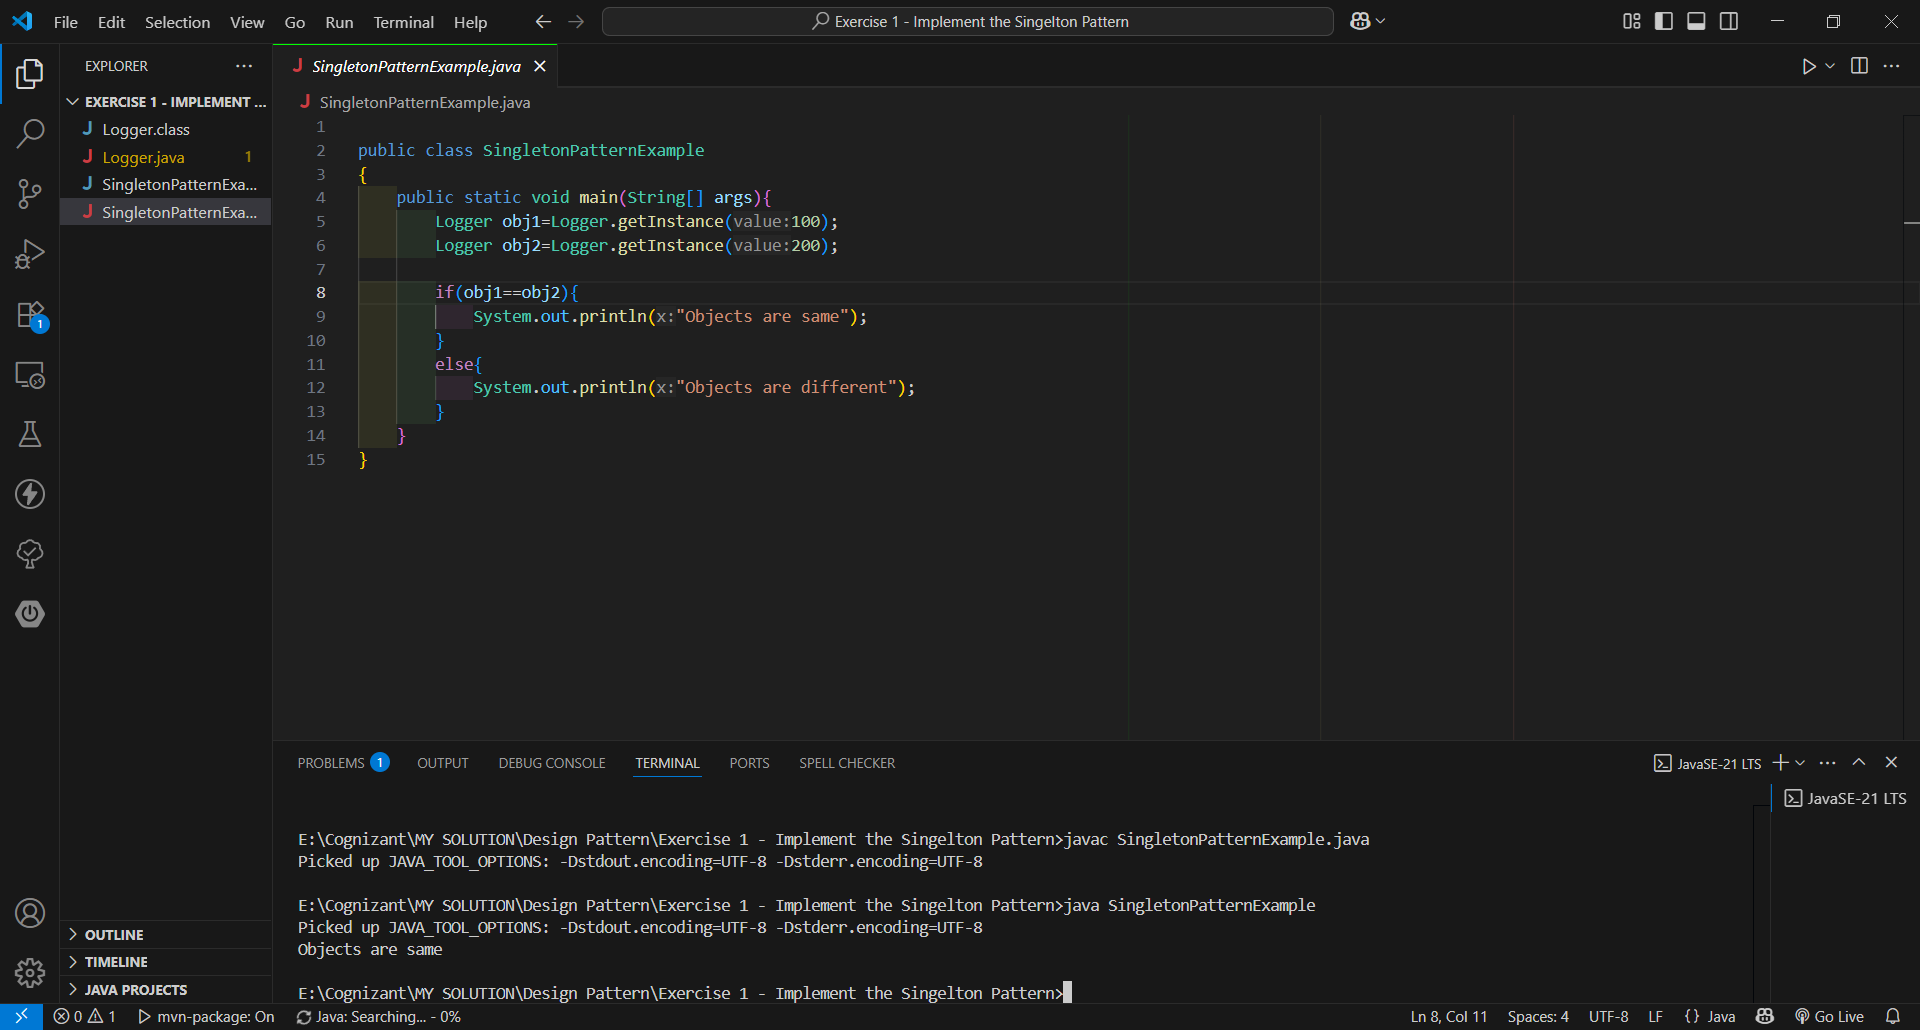 File Edit Selection View Go Run Terminal Help
Exercise 1 - Implement the Singelton Pattern
EXPLORER
EXERCISE 1 - IMPLEMENT ...
J Logger.class
J Logger.java 1
J SingletonPatternExa...
J SingletonPatternExa...
1
J SingletonPatternExample.java
J SingletonPatternExample.java
1
2 public class SingletonPatternExample
3 {
4 public static void main(String[] args){
5 Logger obj1=Logger.getInstance(value:100);
6 Logger obj2=Logger.getInstance(value:200);
7
8 if(obj1==obj2){
9 System.out.println(x:"Objects are same");
10 }
11 else{
12 System.out.println(x:"Objects are different");
13 }
14 }
15 }
PROBLEMS 1 OUTPUT DEBUG CONSOLE TERMINAL PORTS SPELL CHECKER
JavaSE-21 LTS
JavaSE-21 LTS
E:\Cognizant\MY SOLUTION\Design Pattern\Exercise 1 - Implement the Singelton Pattern>javac SingletonPatternExample.java
Picked up JAVA_TOOL_OPTIONS: -Dstdout.encoding=UTF-8 -Dstderr.encoding=UTF-8
E:\Cognizant\MY SOLUTION\Design Pattern\Exercise 1 - Implement the Singelton Pattern>java SingletonPatternExample
Picked up JAVA_TOOL_OPTIONS: -Dstdout.encoding=UTF-8 -Dstderr.encoding=UTF-8
Objects are same
E:\Cognizant\MY SOLUTION\Design Pattern\Exercise 1 - Implement the Singelton Pattern>
OUTLINE
TIMELINE
JAVA PROJECTS
0 1 mvn-package: On Java: Searching... - 0%
Ln 8, Col 11 Spaces: 4 UTF-8 LF {} Java Go Live